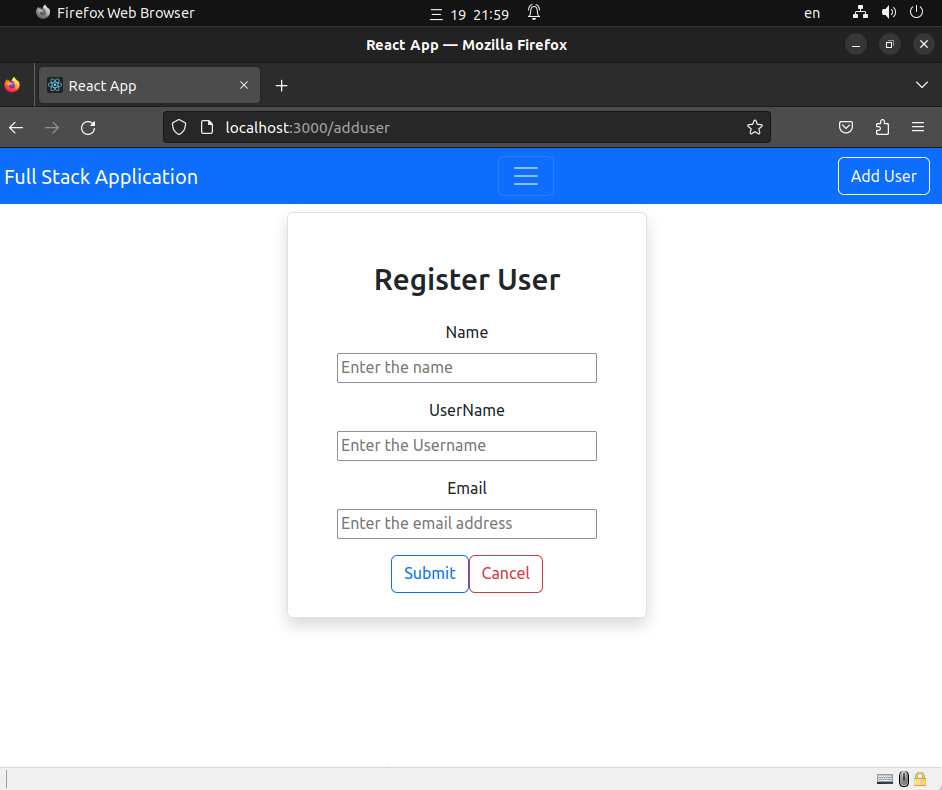 Firefox Web Browser
三 19 21:59
en
React App — Mozilla Firefox
React App
localhost:3000/adduser
Full Stack Application
Add User
Register User
Name
Enter the name
UserName
Enter the Username
Email
Enter the email address
Submit Cancel